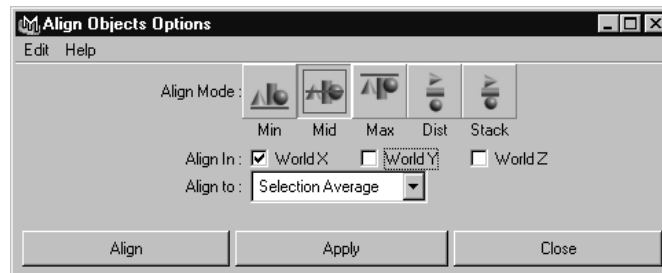 Align Objects Options
Edit Help
Align Mode :
Min Mid Max Dist Stack
Align In : World X World Y World Z
Align to : Selection Average
Align Apply Close